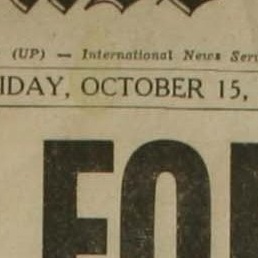 (UP) — International News Serv
IDAY, OCTOBER 15,
FO